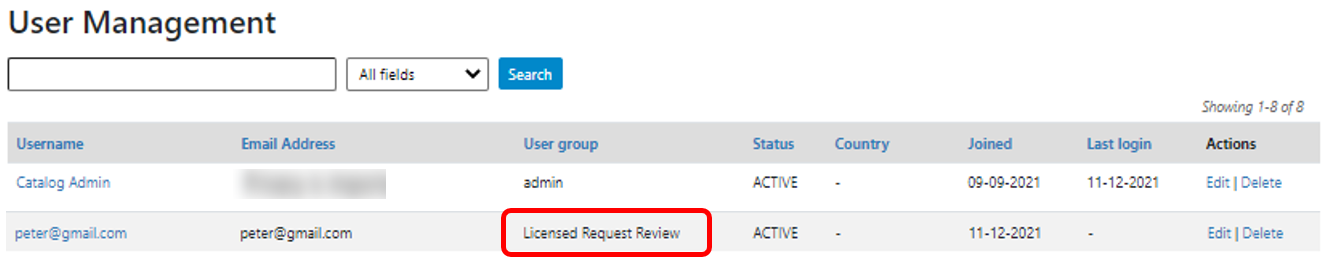 User Management
All fields Search
Showing 1-8 of 8
Username Email Address User group Status Country Joined Last login Actions
Catalog Admin admin ACTIVE - 09-09-2021 11-12-2021 Edit | Delete
peter@gmail.com peter@gmail.com Licensed Request Review ACTIVE - 11-12-2021 - Edit | Delete